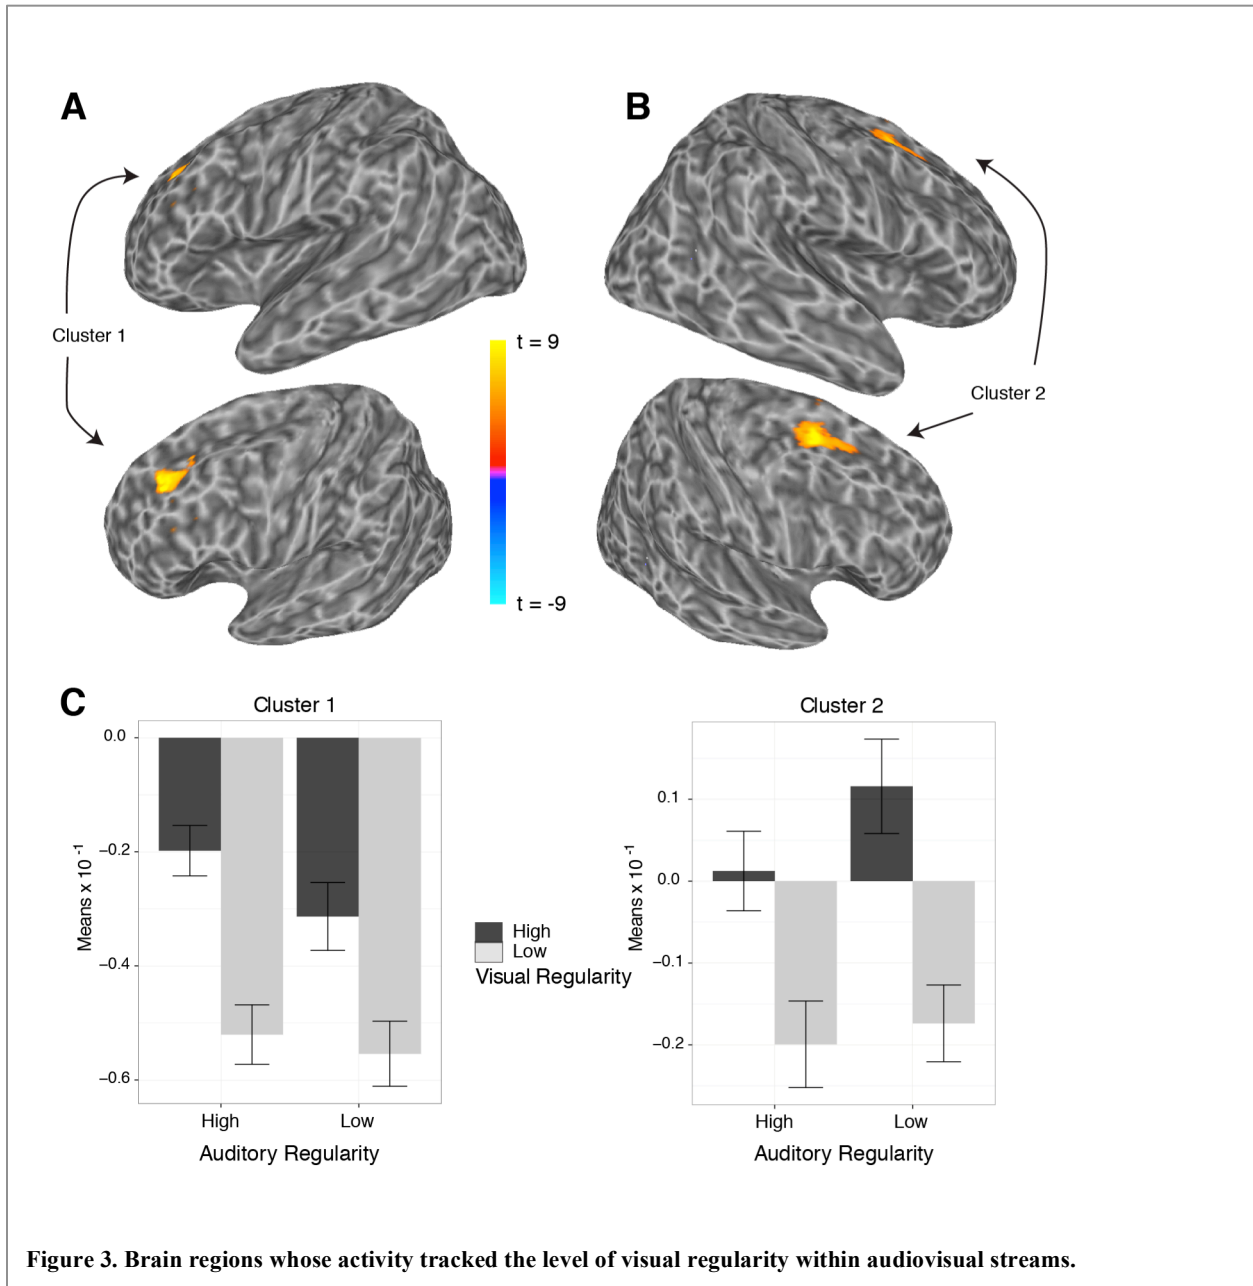 A
B
Cluster 1
t = 9
Cluster 2
t = -9
C
Cluster 1
Cluster 2
0.0
−0.2
−0.4
−0.6
Means x 10⁻¹
High
Low
Auditory Regularity
High
Low
Visual Regularity
0.1
0.0
−0.1
−0.2
Means x 10⁻¹
High
Low
Auditory Regularity
Figure 3. Brain regions whose activity tracked the level of visual regularity within audiovisual streams.